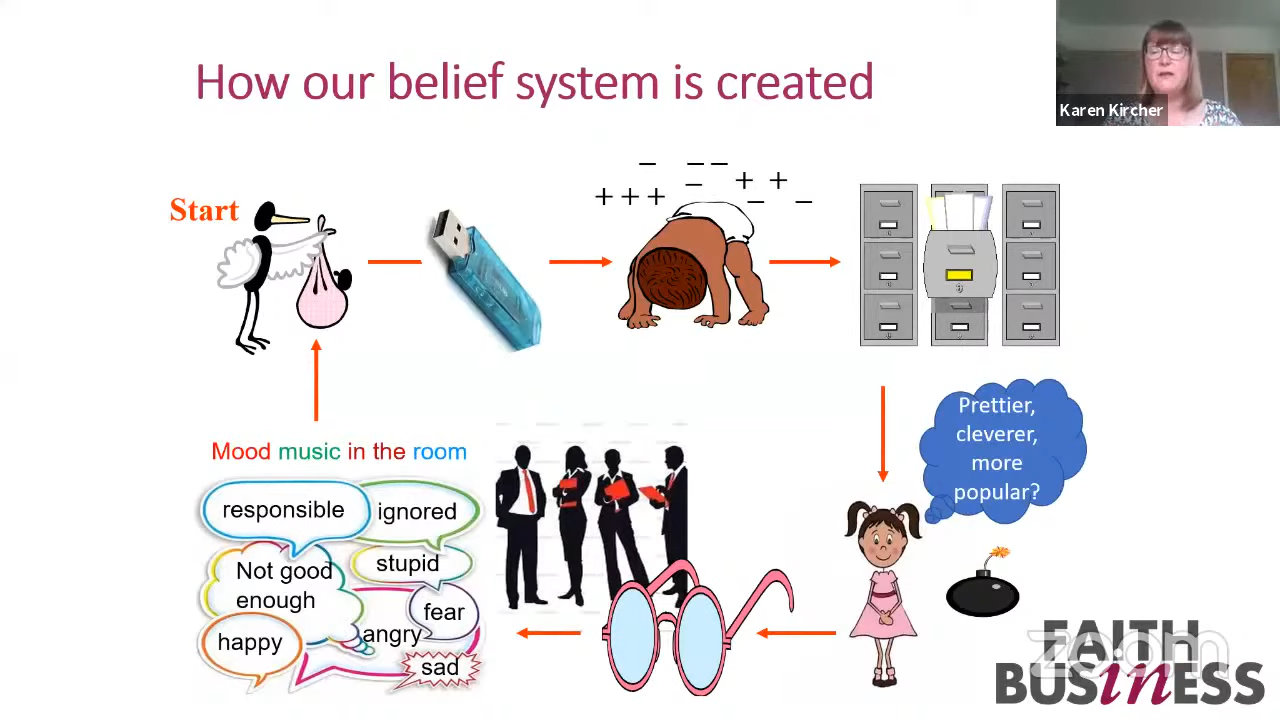 How our belief system is created
Karen Kircher
Start
− − −
+ + + − + +
− −
Prettier,
cleverer,
more
popular?
Mood music in the room
responsible
ignored
Not good
enough
stupid
fear
happy
angry
sad
FAITH
BUSINESS
zoom